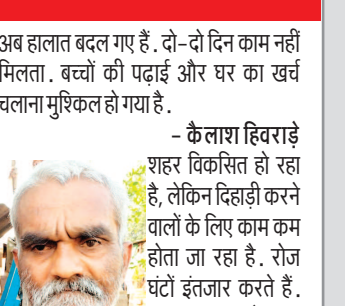 अब हालात बदल गए हैं. दो-दो दिन काम नहीं
मिलता. बच्चों की पढ़ाई और घर का खर्च
चलाना मुश्किल हो गया है.
- कैलाश हिवराड़े
शहर विकसित हो रहा
है, लेकिन दिहाड़ी करने
वालों के लिए काम कम
होता जा रहा है. रोज
घंटों इंतजार करते हैं.